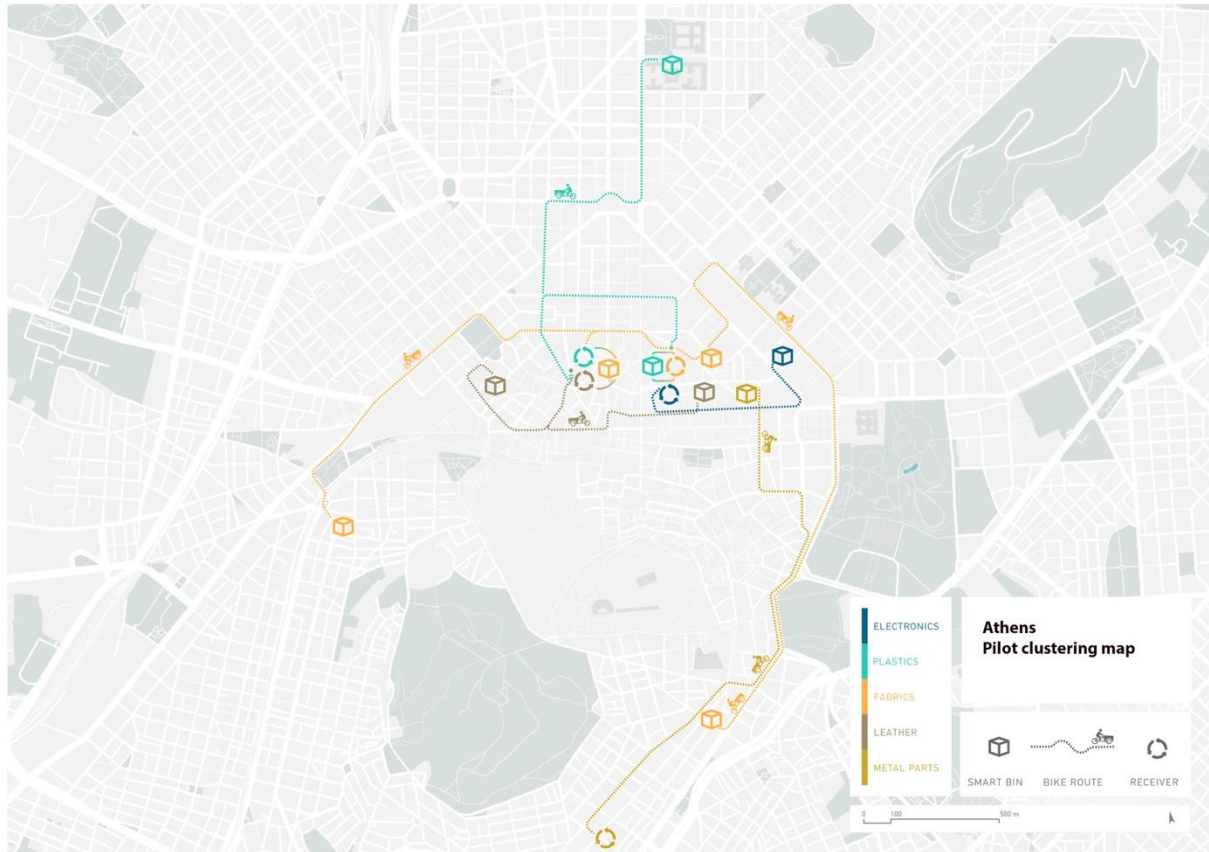 ELECTRONICS
PLASTICS
FABRICS
LEATHER
METAL PARTS
Athens
Pilot clustering map
SMART BIN BIKE ROUTE RECEIVER
0 100 500 m